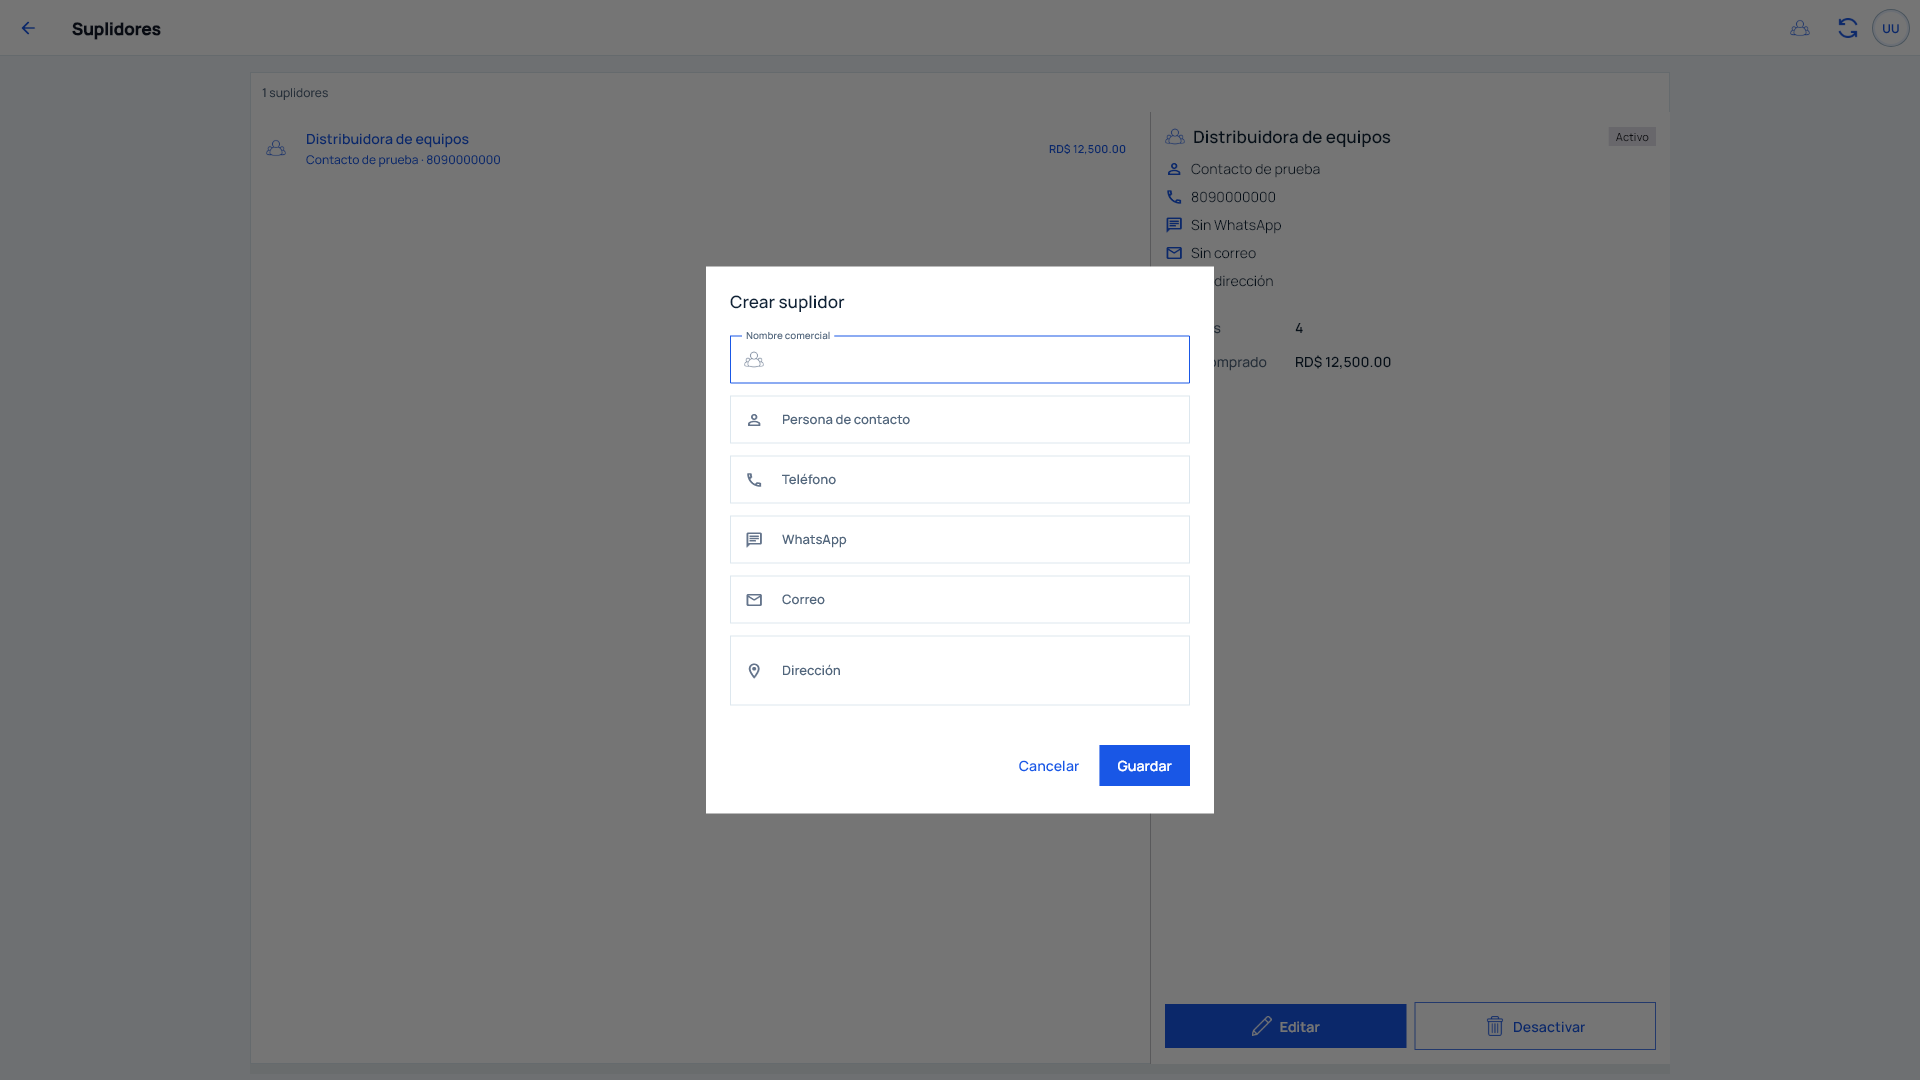 Suplidores
UU
1 suplidores
Distribuidora de equipos
Contacto de prueba · 8090000000
RD$ 12,500.00
Distribuidora de equipos
Activo
Contacto de prueba
8090000000
Sin WhatsApp
Sin correo
dirección
4
RD$ 12,500.00
Crear suplidor
Nombre comercial
Persona de contacto
Teléfono
WhatsApp
Correo
Dirección
Cancelar
Guardar
Editar
Desactivar